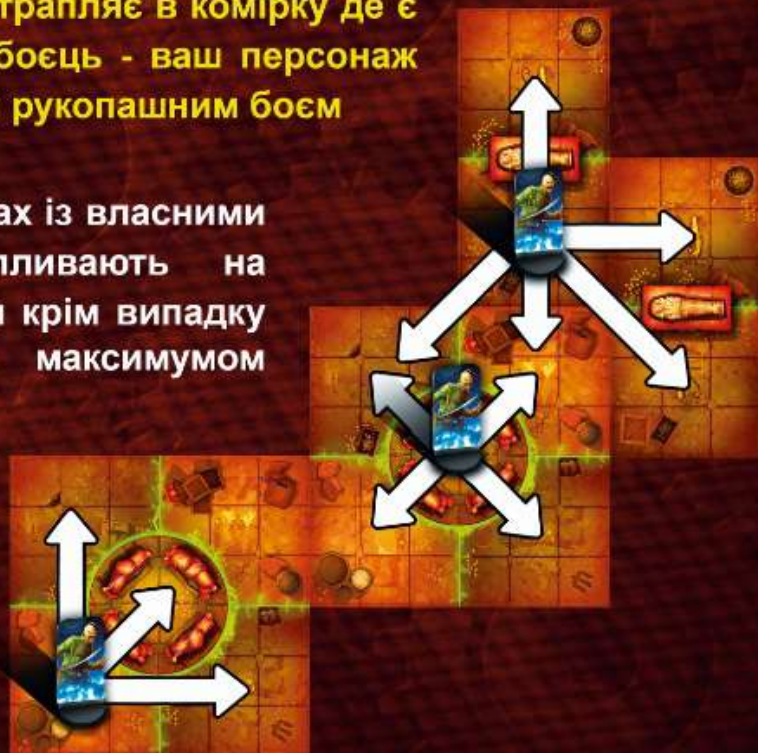 трапляє в комірку де є
боєць - ваш персонаж
рукопашним боєм
ах із власними
пливають на
крім випадку
максимумом